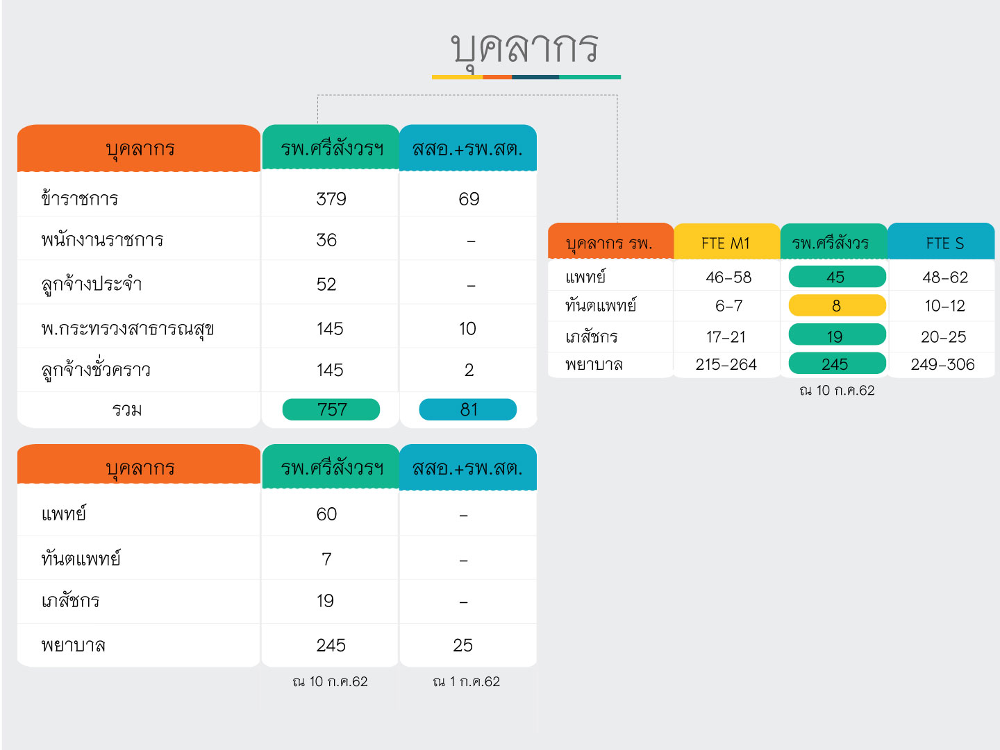 บุคลากร
บุคลากร รพ.ศรีสังวรฯ สสอ.+รพ.สต.
ข้าราชการ 379 69
พนักงานราชการ 36 –
ลูกจ้างประจำ 52 –
พ.กระทรวงสาธารณสุข 145 10
ลูกจ้างชั่วคราว 145 2
รวม 757 81
บุคลากร รพ.ศรีสังวรฯ สสอ.+รพ.สต.
แพทย์ 60 –
ทันตแพทย์ 7 –
เภสัชกร 19 –
พยาบาล 245 25
ณ 10 ก.ค.62 ณ 1 ก.ค.62
บุคลากร รพ. FTE M1 รพ.ศรีสังวร FTE S
แพทย์ 46–58 45 48–62
ทันตแพทย์ 6–7 8 10–12
เภสัชกร 17–21 19 20–25
พยาบาล 215–264 245 249–306
ณ 10 ก.ค.62